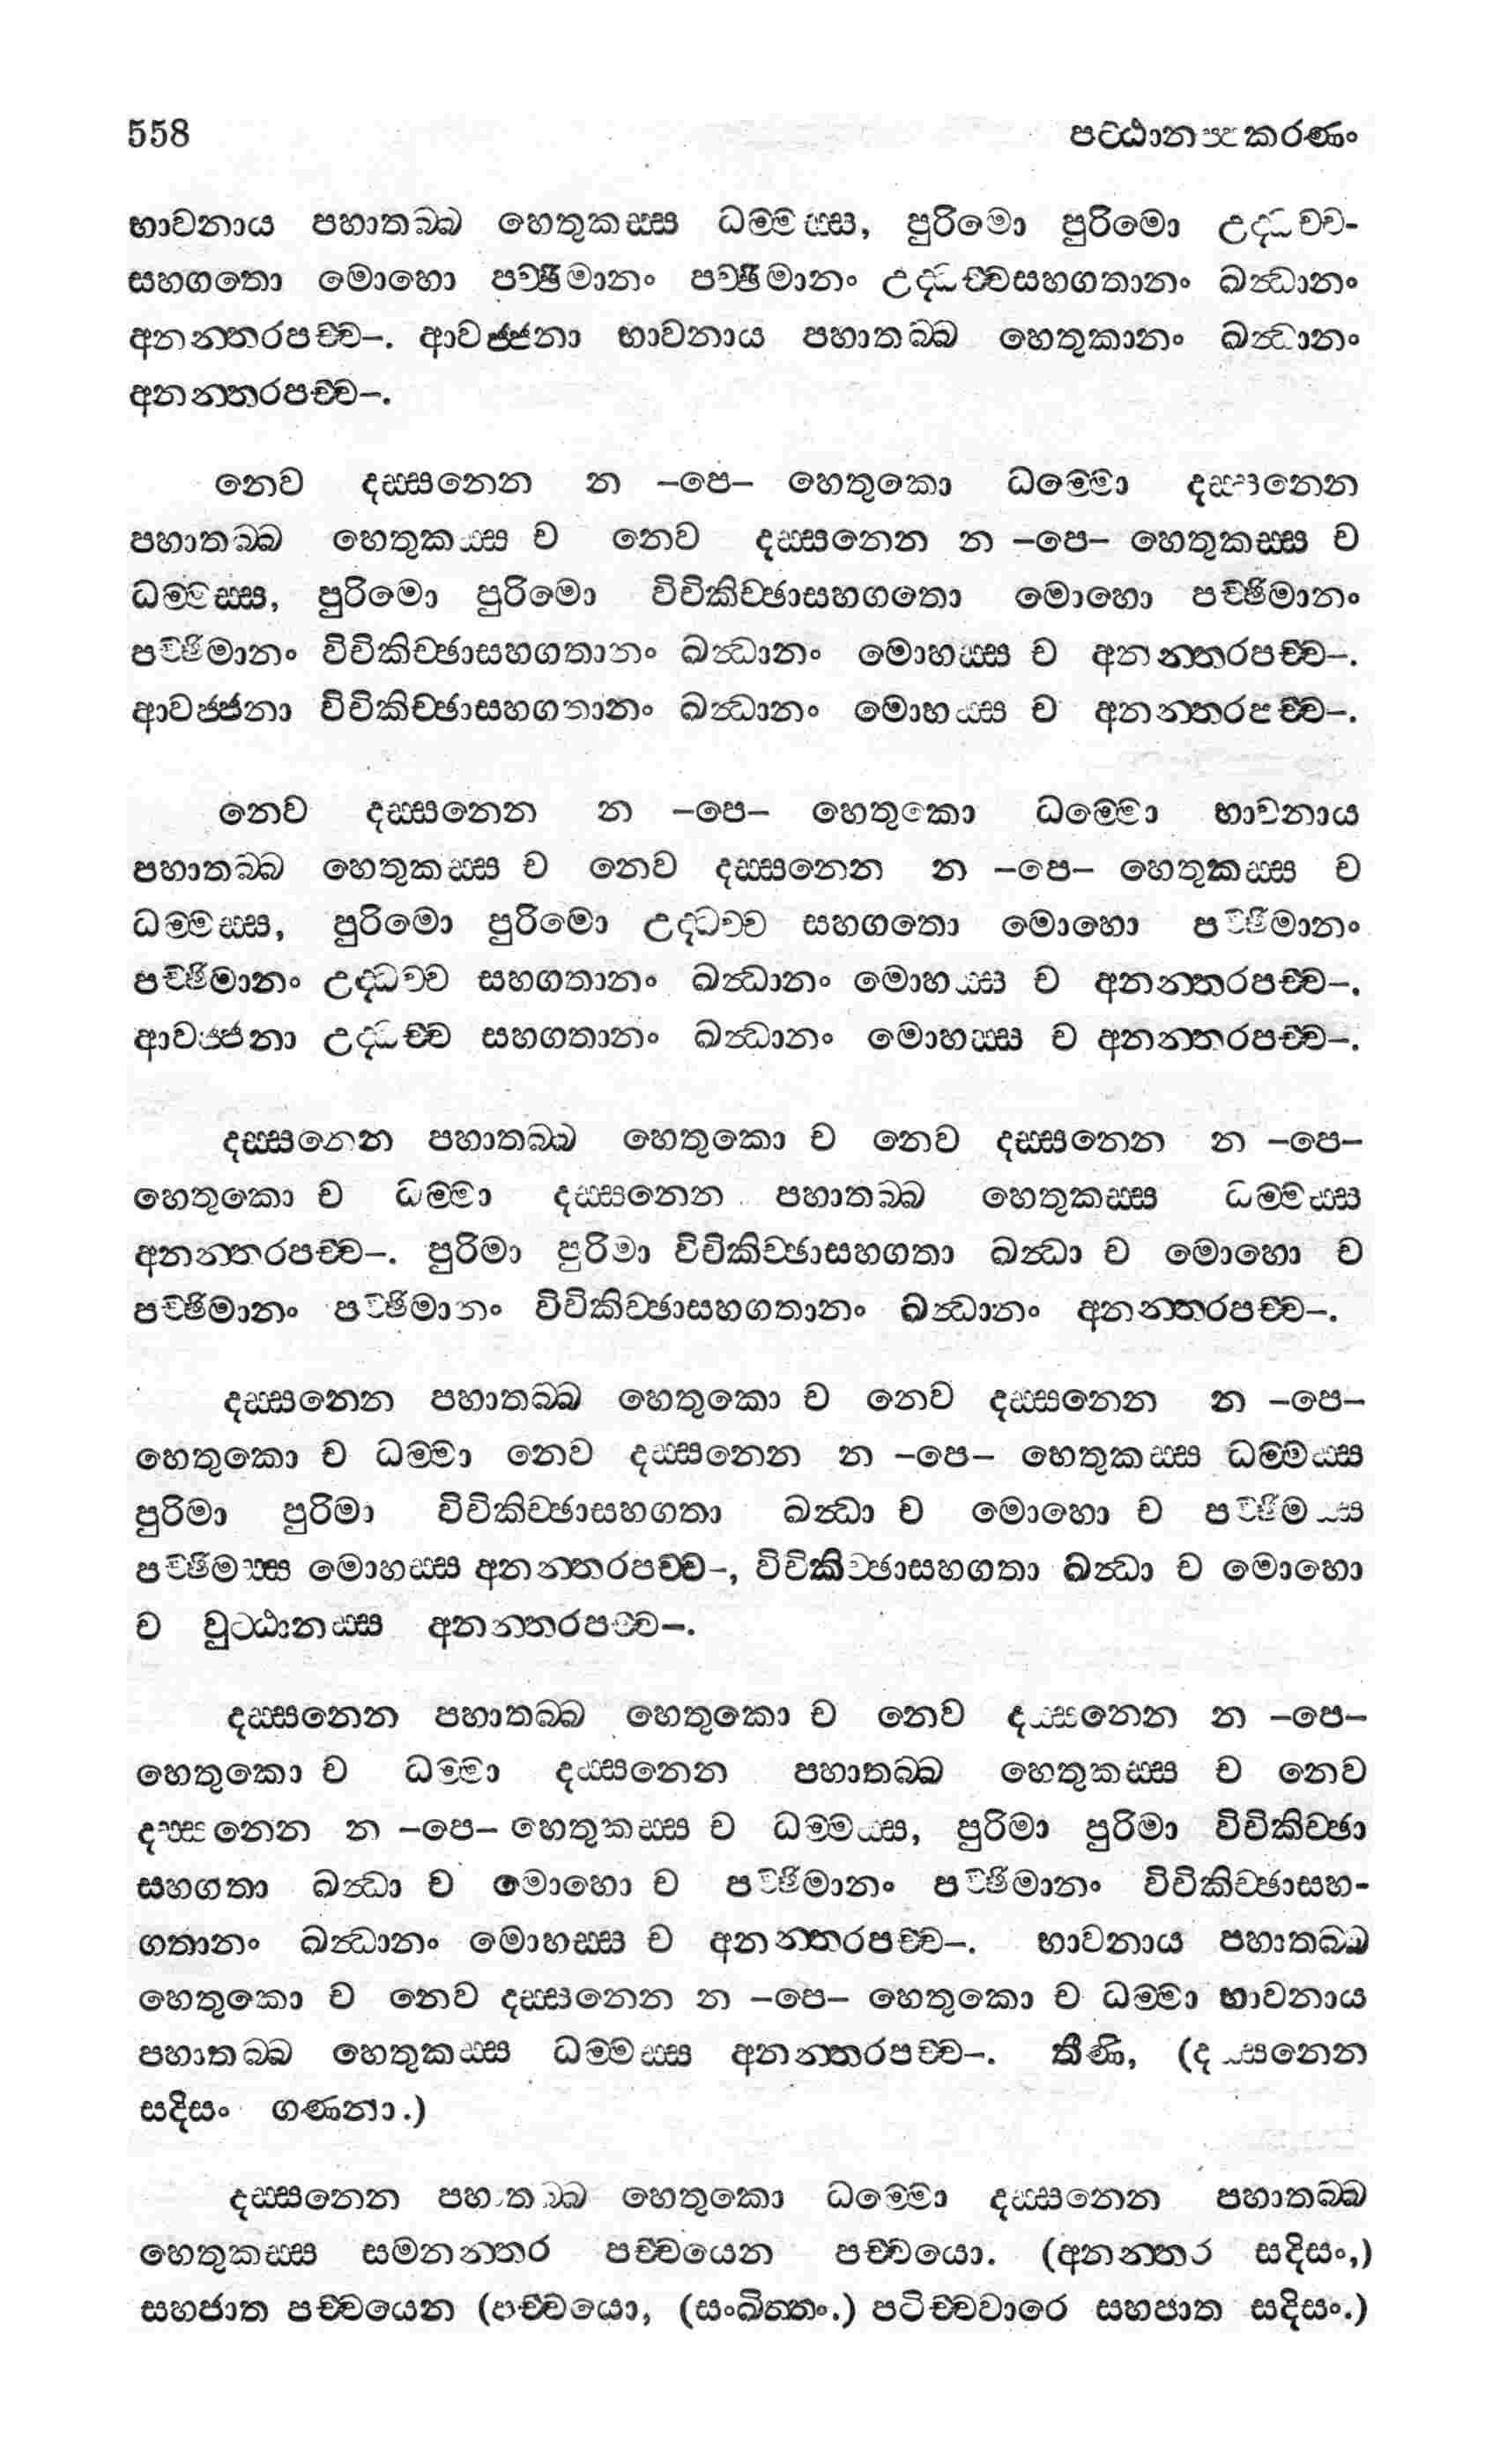 558 පට්ඨානප්පකරණං
භාවනාය පහාතබ්බ හෙතුකස්ස ධම්මස්ස, පුරිමො පුරිමො උද්ධච්ච-
සහගතො මොහො පච්ඡිමානං පච්ඡිමානං උද්ධච්චසහගතානං ඛන්ධානං
අනන්තරපච්ච–. ආවජ්ජනා භාවනාය පහාතබ්බ හෙතුකානං ඛන්ධානං
අනන්තරපච්ච–.
නෙව දස්සනෙන න –පෙ– හෙතුකො ධම්මො දස්සනෙන
පහාතබ්බ හෙතුකස්ස ච නෙව දස්සනෙන න –පෙ– හෙතුකස්ස ච
ධම්මස්ස, පුරිමො පුරිමො විචිකිච්ඡාසහගතො මොහො පච්ඡිමානං
පච්ඡිමානං විචිකිච්ඡාසහගතානං ඛන්ධානං මොහස්ස ච අනන්තරපච්ච–.
ආවජ්ජනා විචිකිච්ඡාසහගතානං ඛන්ධානං මොහස්ස ච අනන්තරපච්ච–.
නෙව දස්සනෙන න –පෙ– හෙතුකො ධම්මො භාවනාය
පහාතබ්බ හෙතුකස්ස ච නෙව දස්සනෙන න –පෙ– හෙතුකස්ස ච
ධම්මස්ස, පුරිමො පුරිමො උද්ධච්ච සහගතො මොහො පච්ඡිමානං
පච්ඡිමානං උද්ධච්ච සහගතානං ඛන්ධානං මොහස්ස ච අනන්තරපච්ච–.
ආවජ්ජනා උද්ධච්ච සහගතානං ඛන්ධානං මොහස්ස ච අනන්තරපච්ච–.
දස්සනෙන පහාතබ්බ හෙතුකො ච නෙව දස්සනෙන න –පෙ–
හෙතුකො ච ධම්මා දස්සනෙන පහාතබ්බ හෙතුකස්ස ධම්මස්ස
අනන්තරපච්ච–. පුරිමා පුරිමා විචිකිච්ඡාසහගතා ඛන්ධා ච මොහො ච
පච්ඡිමානං පච්ඡිමානං විචිකිච්ඡාසහගතානං ඛන්ධානං අනන්තරපච්ච–.
දස්සනෙන පහාතබ්බ හෙතුකො ච නෙව දස්සනෙන න –පෙ–
හෙතුකො ච ධම්මා නෙව දස්සනෙන න –පෙ– හෙතුකස්ස ධම්මස්ස
පුරිමා පුරිමා විචිකිච්ඡාසහගතා ඛන්ධා ච මොහො ච පච්ඡිමස්ස
පච්ඡිමස්ස මොහස්ස අනන්තරපච්ච–, විචිකිච්ඡාසහගතා ඛන්ධා ච මොහො
ච වුට්ඨානස්ස අනන්තරපච්ච–.
දස්සනෙන පහාතබ්බ හෙතුකො ච නෙව දස්සනෙන න –පෙ–
හෙතුකො ච ධම්මා දස්සනෙන පහාතබ්බ හෙතුකස්ස ච නෙව
දස්සනෙන න –පෙ– හෙතුකස්ස ච ධම්මස්ස, පුරිමා පුරිමා විචිකිච්ඡා
සහගතා ඛන්ධා ච මොහො ච පච්ඡිමානං පච්ඡිමානං විචිකිච්ඡාසහ-
ගතානං ඛන්ධානං මොහස්ස ච අනන්තරපච්ච–. භාවනාය පහාතබ්බ
හෙතුකො ච නෙව දස්සනෙන න –පෙ– හෙතුකො ච ධම්මා භාවනාය
පහාතබ්බ හෙතුකස්ස ධම්මස්ස අනන්තරපච්ච–. තීණි, (දස්සනෙන
සදිසං ගණනා.)
දස්සනෙන පහාතබ්බ හෙතුකො ධම්මො දස්සනෙන පහාතබ්බ
හෙතුකස්ස සමනන්තර පච්චයෙන පච්චයො. (අනන්තර සදිසං,)
සහජාත පච්චයෙන (පච්චයො, (සංඛිත්තං.) පටිච්චවාරෙ සහජාත සදිසං.)